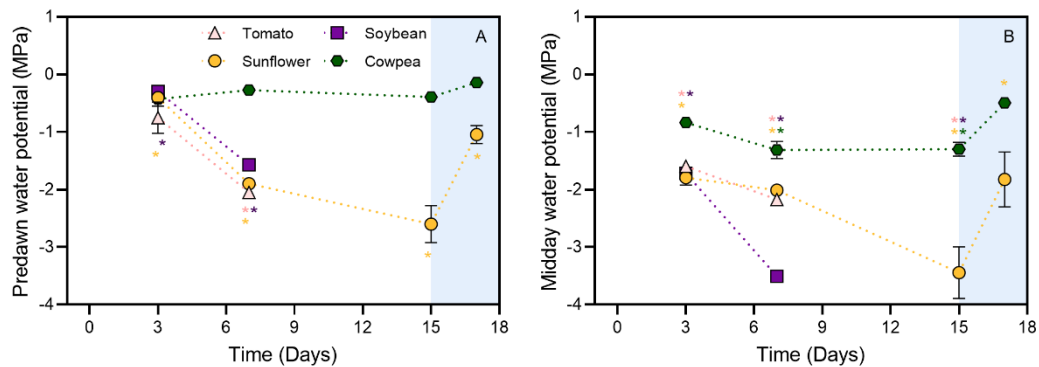 Predawn water potential (MPa)
1
0
-1
-2
-3
-4
Tomato
Soybean
A
Sunflower
Cowpea
* *
* * *
*
*
*
0 3 6 9 12 15 18
Time (Days)
Midday water potential (MPa)
1
0
-1
-2
-3
-4
B
* *
*
* *
* *
* *
* *
*
0 3 6 9 12 15 18
Time (Days)